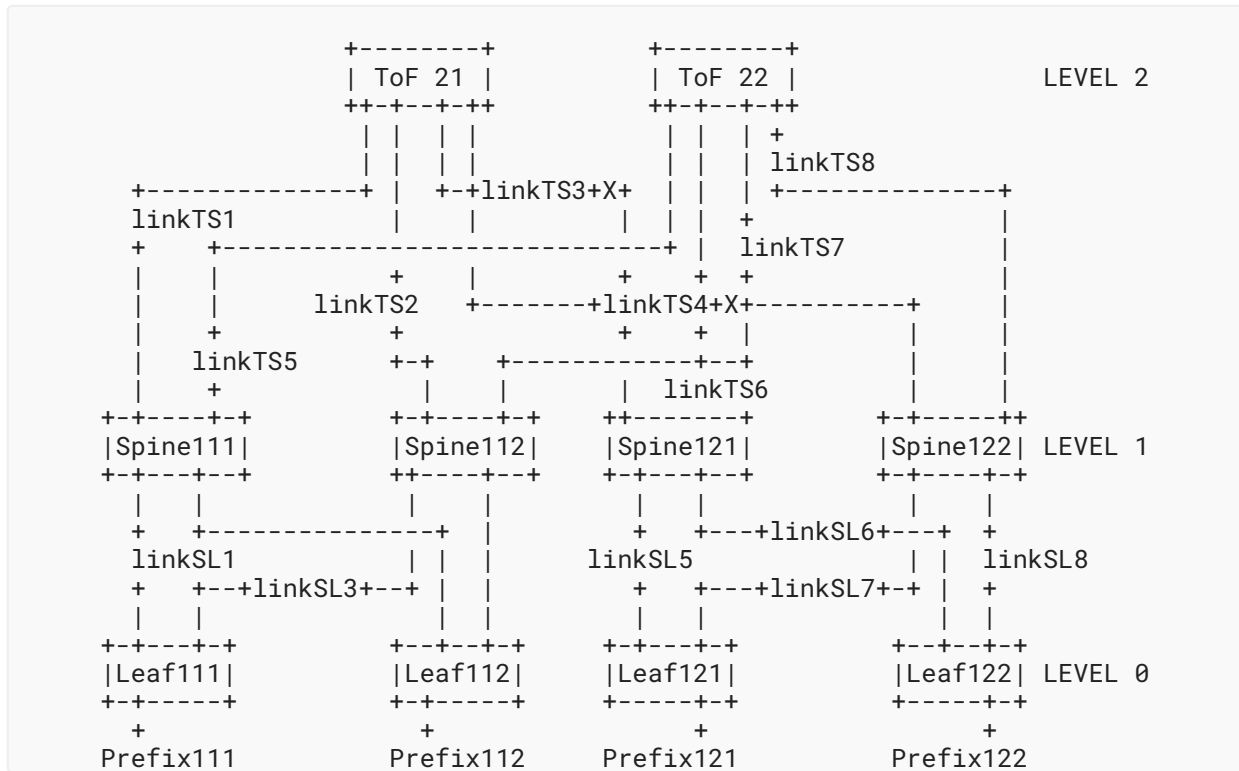 ToF 21 ToF 22 LEVEL 2
linkTS8
linkTS3+X+
linkTS1
linkTS7
linkTS2 linkTS4+X+
linkTS5
linkTS6
Spine111 Spine112 Spine121 Spine122 LEVEL 1
linkSL6
linkSL1 linkSL5 linkSL8
linkSL3 linkSL7
Leaf111 Leaf112 Leaf121 Leaf122 LEVEL 0
Prefix111 Prefix112 Prefix121 Prefix122